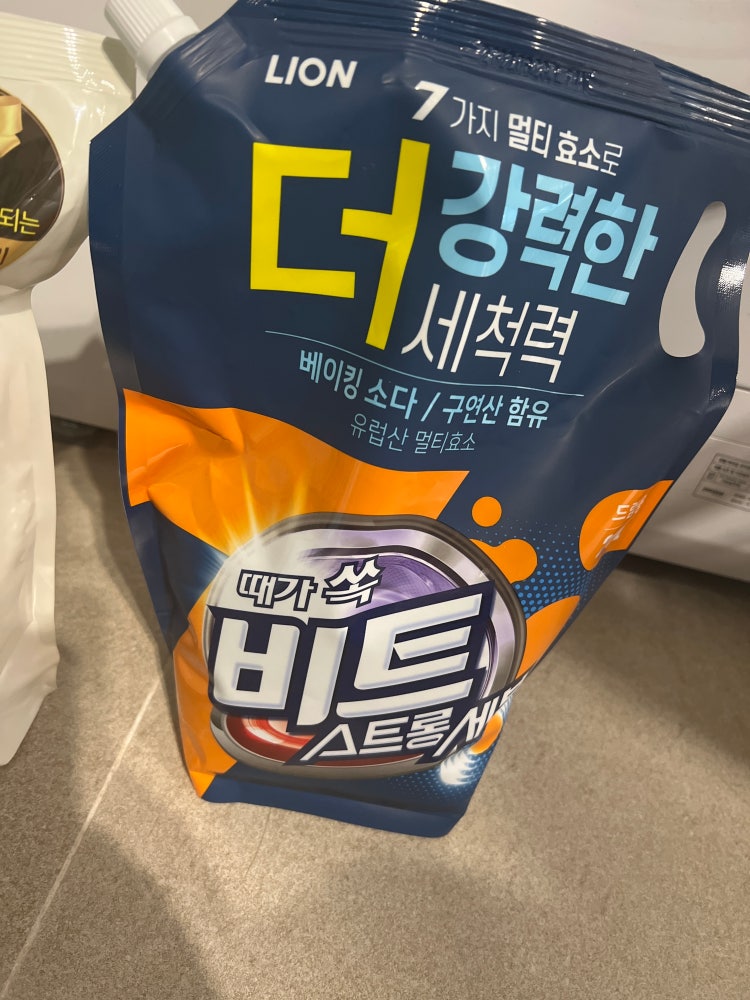 LION
7가지 멀티 효소로
더 강력한
세척력
베이킹 소다 / 구연산 함유
유럽산 멀티효소
때가 쏙
비트
스트롱
되는